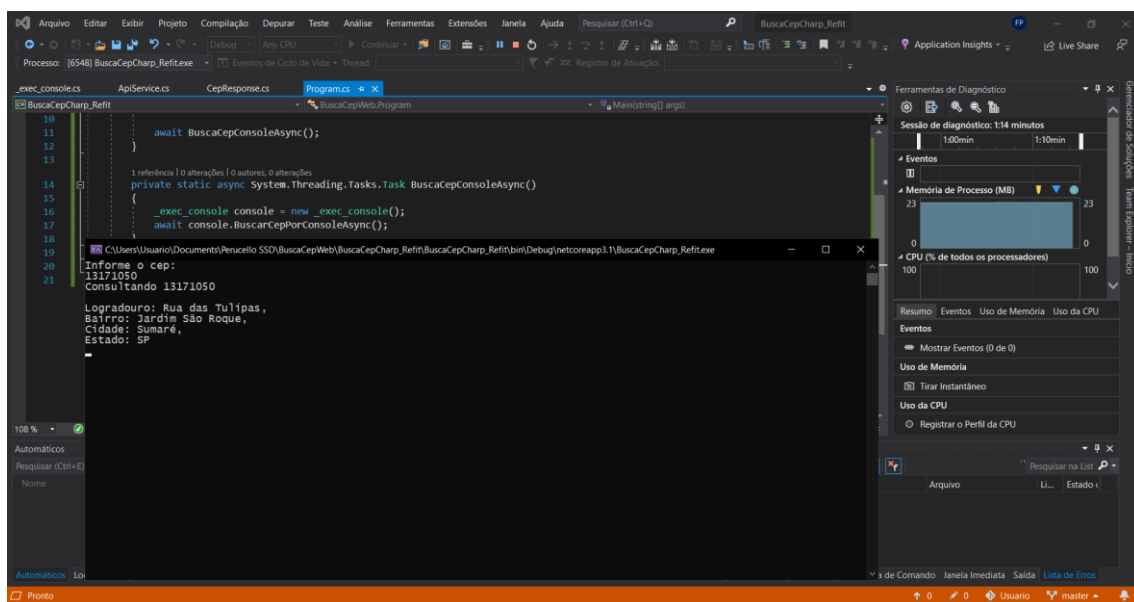 Arquivo Editar Exibir Projeto Compilação Depurar Teste Análise Ferramentas Extensões Janela Ajuda Pesquisar (Ctrl+Q) BuscaCepCharp_Refit FP
Debug Any CPU Continuar Application Insights Live Share
Processo: [6548] BuscaCepCharp_Refit.exe Eventos de Ciclo de Vida Thread: Registro de Ativação:
_exec_console.cs ApiService.cs CepResponse.cs Program.cs
BuscaCepCharp_Refit BuscaCepWeb.Program Main(string[] args)
10
11 await BuscaCepConsoleAsync();
12 }
13
1 referência | 0 alterações | 0 autores, 0 alterações
14 private static async System.Threading.Tasks.Task BuscaCepConsoleAsync()
15 {
16 _exec_console console = new _exec_console();
17 await console.BuscarCepPorConsoleAsync();
18 }
19
20
21
C:\Users\Usuario\Documents\Perucello SSD\BuscaCepWeb\BuscaCepCharp_Refit\BuscaCepCharp_Refit\bin\Debug\netcoreapp3.1\BuscaCepCharp_Refit.exe
Informe o cep:
13171050
Consultando 13171050
Logradouro: Rua das Tulipas,
Bairro: Jardim São Roque,
Cidade: Sumaré,
Estado: SP
108 %
Automáticos
Pesquisar (Ctrl+E)
Nome
Automáticos
Ferramentas de Diagnóstico
Sessão de diagnóstico: 1:14 minutos
1:00min 1:10min
Eventos
Memória de Processo (MB)
23 23
0 0
CPU (% de todos os processadores)
100 100
Resumo Eventos Uso de Memória Uso da CPU
Eventos
Mostrar Eventos (0 de 0)
Uso de Memória
Tirar Instantâneo
Uso da CPU
Registrar o Perfil da CPU
Pesquisar na List
Arquivo Li... Estado
a de Comando Janela Imediata Saída Lista de Erros
Gerenciador de Soluções Team Explorer – Início
Pronto 0 0 Usuario master